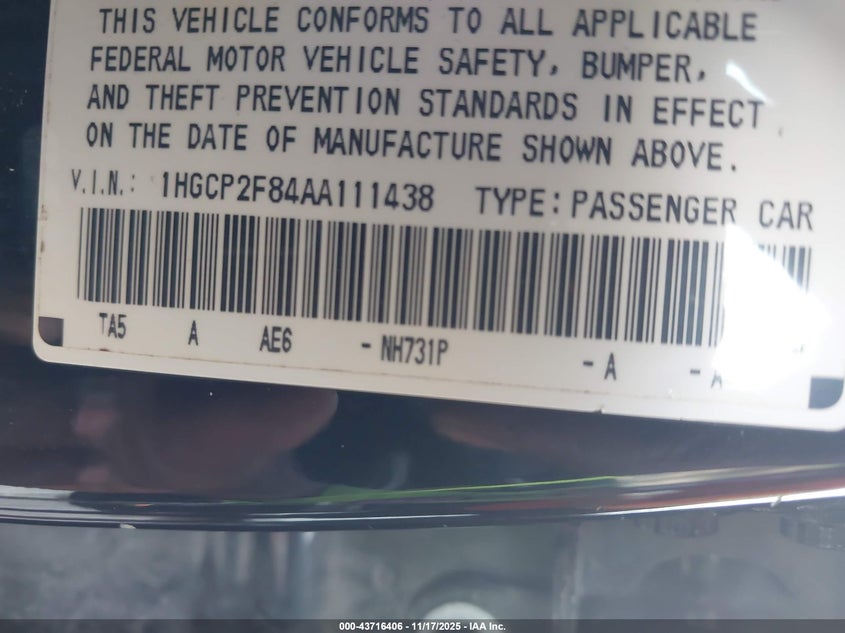 THIS VEHICLE CONFORMS TO ALL APPLICABLE
FEDERAL MOTOR VEHICLE SAFETY, BUMPER,
AND THEFT PREVENTION STANDARDS IN EFFECT
ON THE DATE OF MANUFACTURE SHOWN ABOVE.
V.I.N.: 1HGCP2F84AA111438 TYPE: PASSENGER CAR
TA5 A AE6 - NH731P - A - A
000-43716406 - 11/17/2025 - IAA Inc.